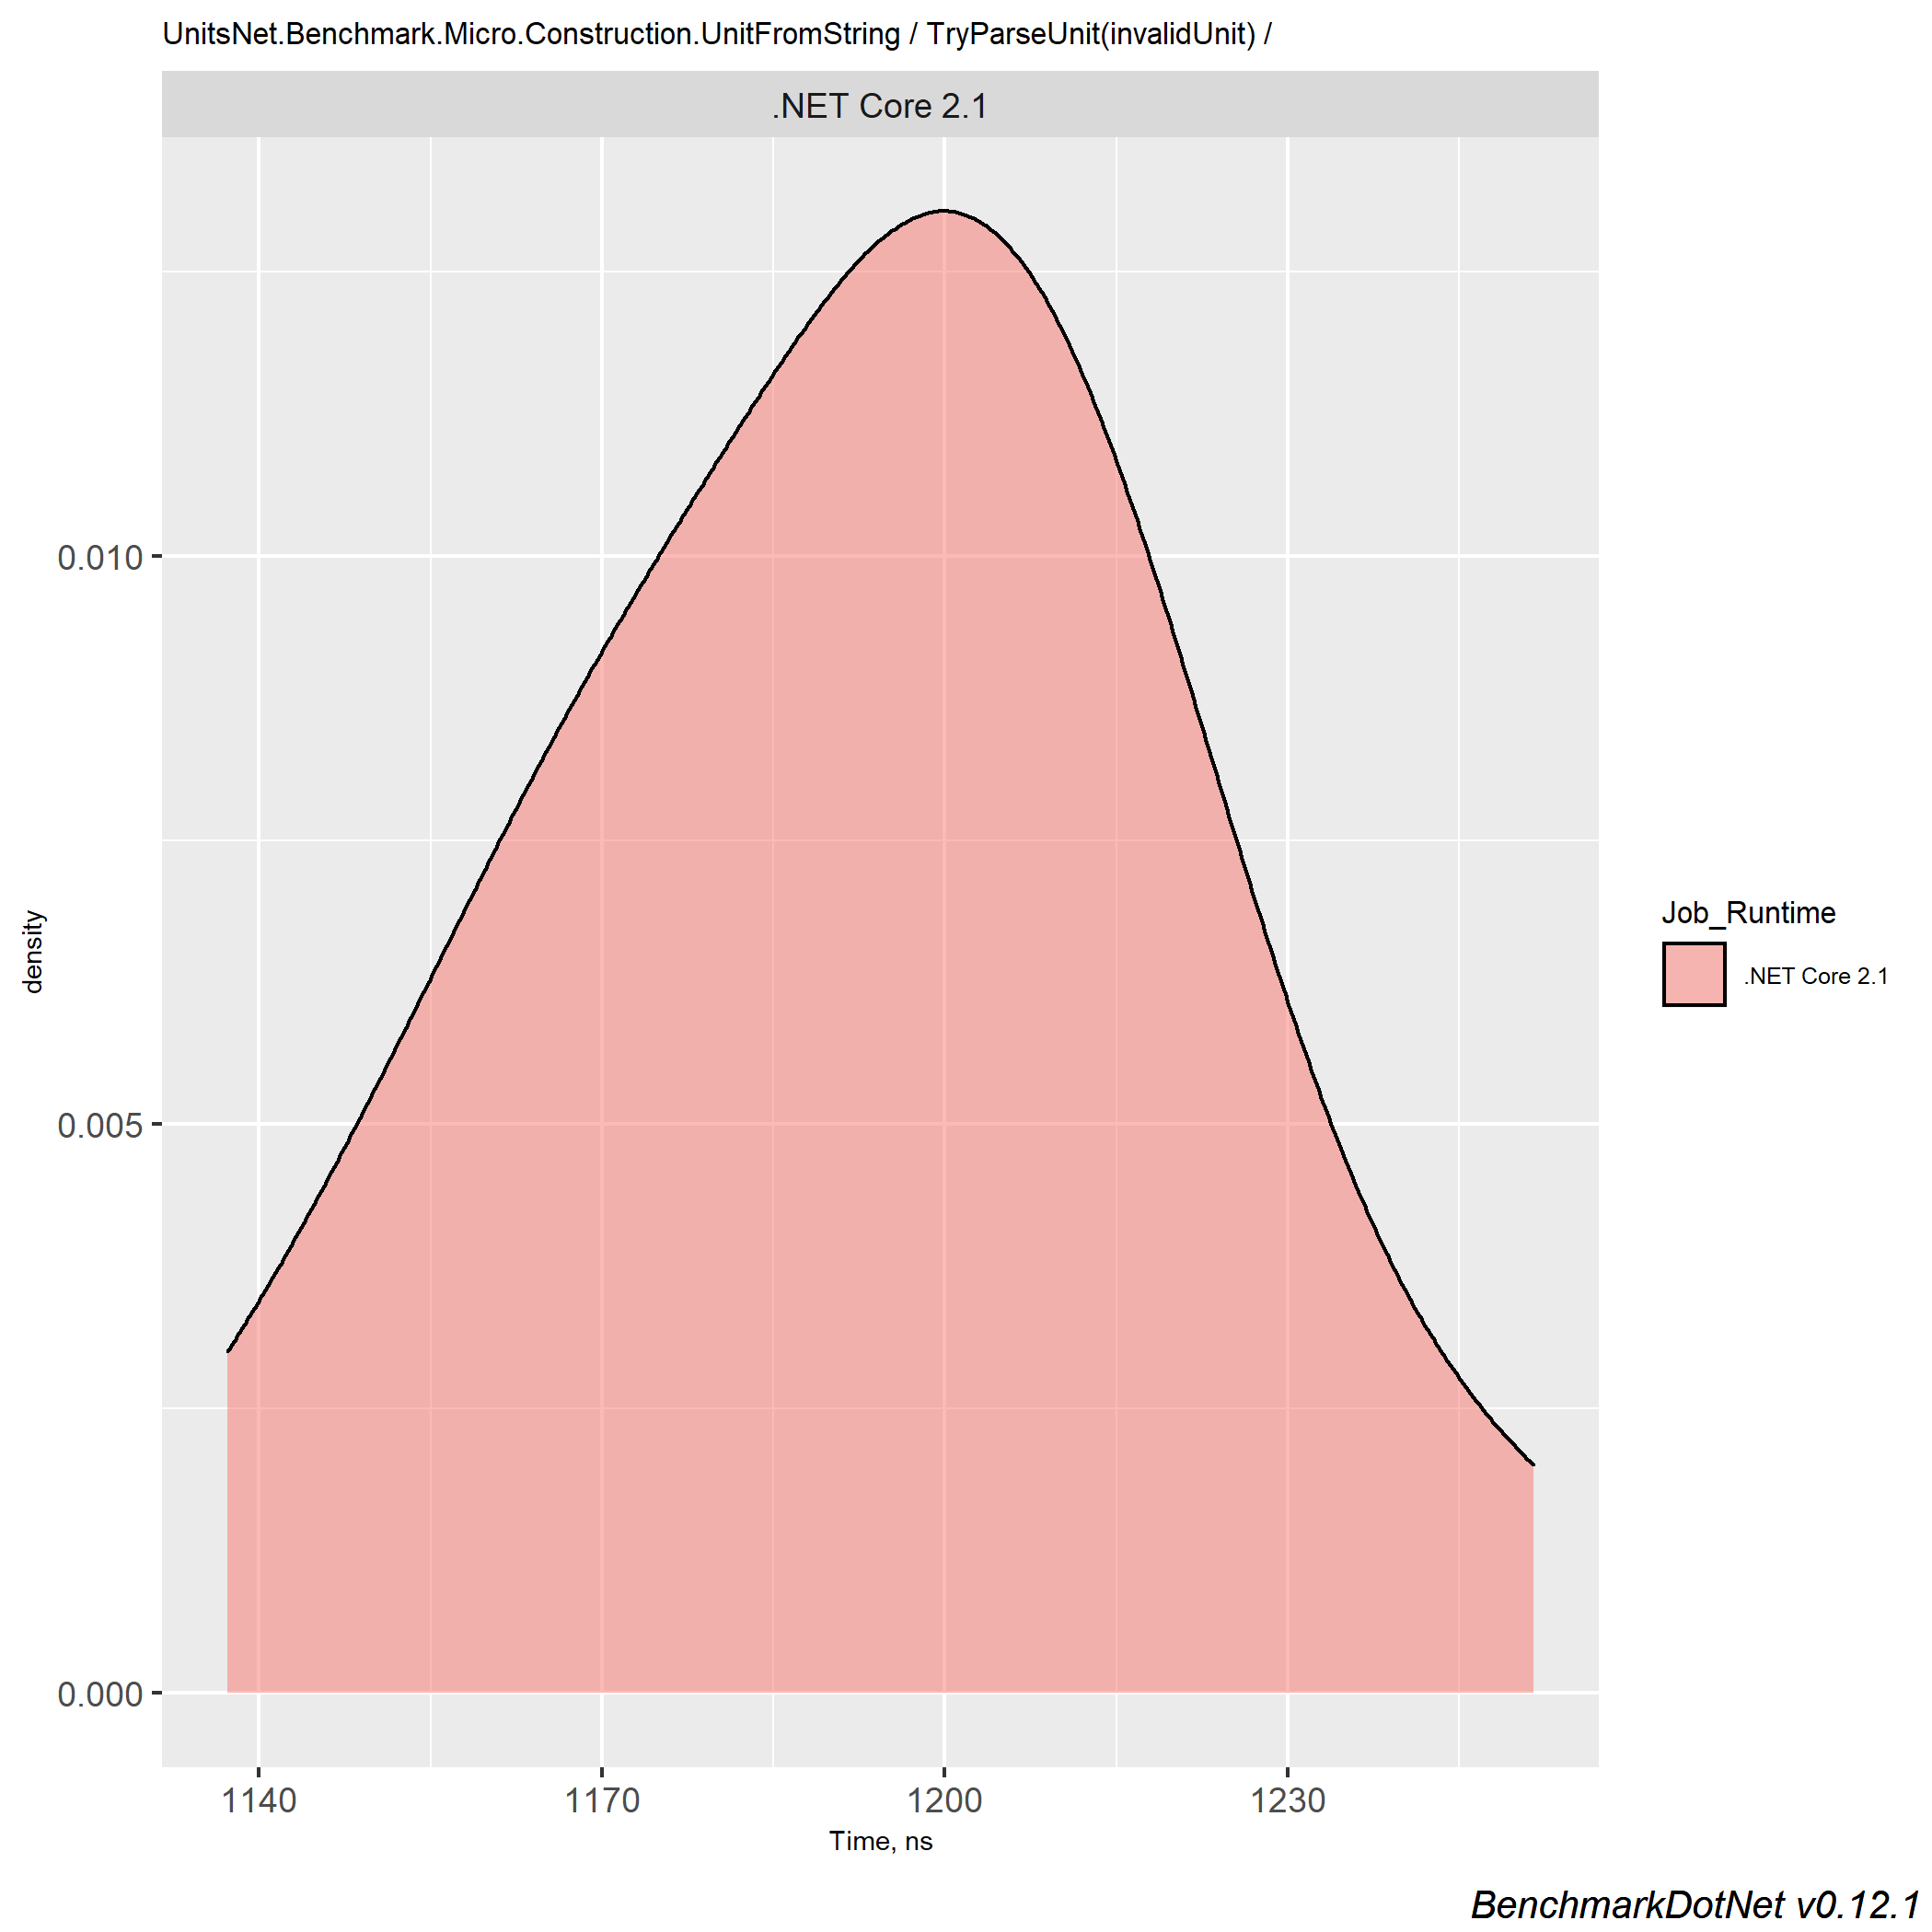 UnitsNet.Benchmark.Micro.Construction.UnitFromString / TryParseUnit(invalidUnit) /
.NET Core 2.1
0.010
0.005
0.000
density
1140 1170 1200 1230
Time, ns
Job_Runtime
.NET Core 2.1
BenchmarkDotNet v0.12.1